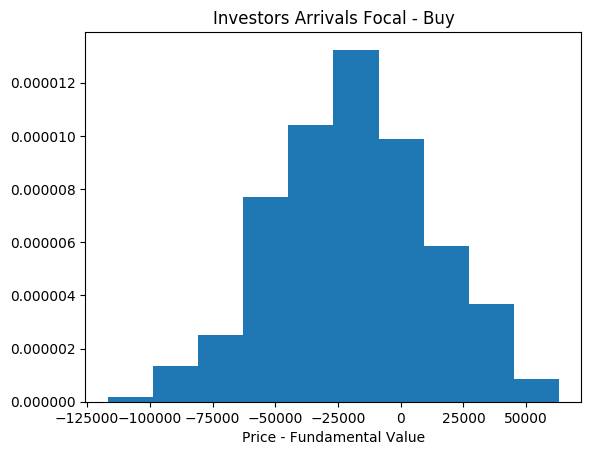 Investors Arrivals Focal - Buy
0.000012
0.000010
0.000008
0.000006
0.000004
0.000002
0.000000
−125000 −100000 −75000 −50000 −25000 0 25000 50000
Price - Fundamental Value